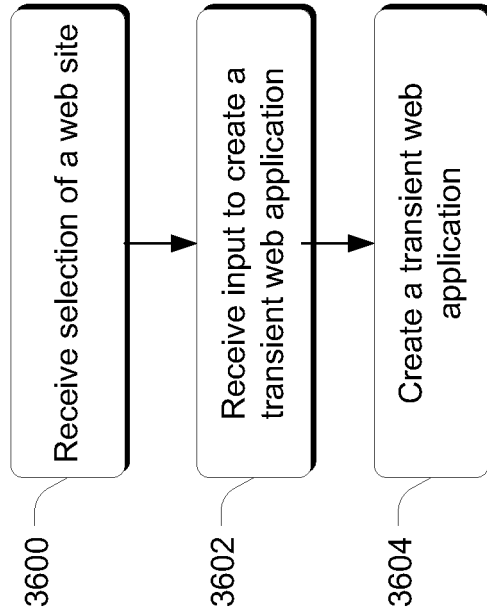 3600
Receive selection of a web site
3602
Receive input to create a
transient web application
3604
Create a transient web
application